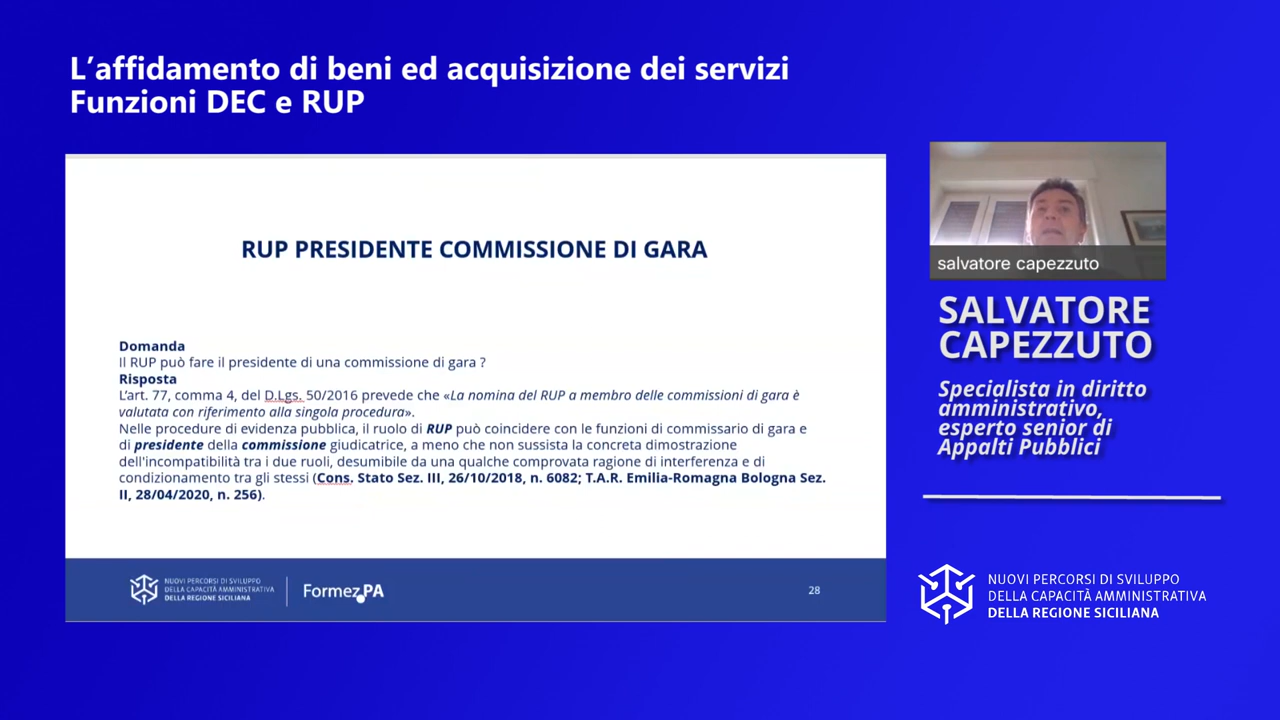 L'affidamento di beni ed acquisizione dei servizi
Funzioni DEC e RUP
RUP PRESIDENTE COMMISSIONE DI GARA
Domanda
Il RUP può fare il presidente di una commissione di gara ?
Risposta
L'art. 77, comma 4, del D.Lgs. 50/2016 prevede che «La nomina del RUP a membro delle commissioni di gara è
valutata con riferimento alla singola procedura».
Nelle procedure di evidenza pubblica, il ruolo di RUP può coincidere con le funzioni di commissario di gara e
di presidente della commissione giudicatrice, a meno che non sussista la concreta dimostrazione
dell'incompatibilità tra i due ruoli, desumibile da una qualche comprovata ragione di interferenza e di
condizionamento tra gli stessi (Cons. Stato Sez. III, 26/10/2018, n. 6082; T.A.R. Emilia-Romagna Bologna Sez.
II, 28/04/2020, n. 256).
NUOVI PERCORSI DI SVILUPPO
DELLA CAPACITÀ AMMINISTRATIVA
DELLA REGIONE SICILIANA
Formez PA
28
salvatore capezzuto
SALVATORE
CAPEZZUTO
Specialista in diritto
amministrativo,
esperto senior di
Appalti Pubblici
NUOVI PERCORSI DI SVILUPPO
DELLA CAPACITÀ AMMINISTRATIVA
DELLA REGIONE SICILIANA